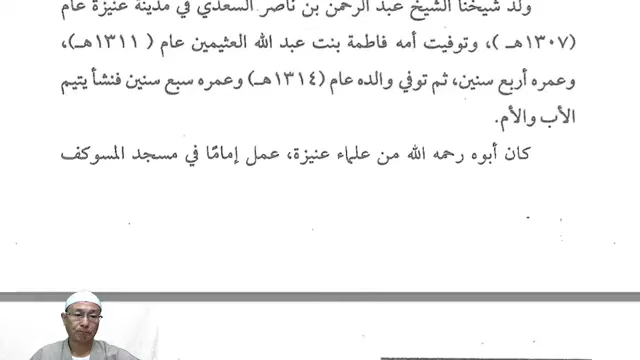 ولد شيخنا الشيخ عبد الرحمن بن ناصر السعدي في مدينة عنيزة عام
(١٣٠٧هـ )، وتوفيت أمه فاطمة بنت عبد الله العثيمين عام ( ١٣١١هـ)،
وعمره أربع سنين، ثم توفي والده عام (١٣١٤هـ) وعمره سبع سنين فنشأ يتيم
الأب والأم.
كان أبوه رحمه الله من علماء عنيزة، عمل إمامًا في مسجد المسوكف